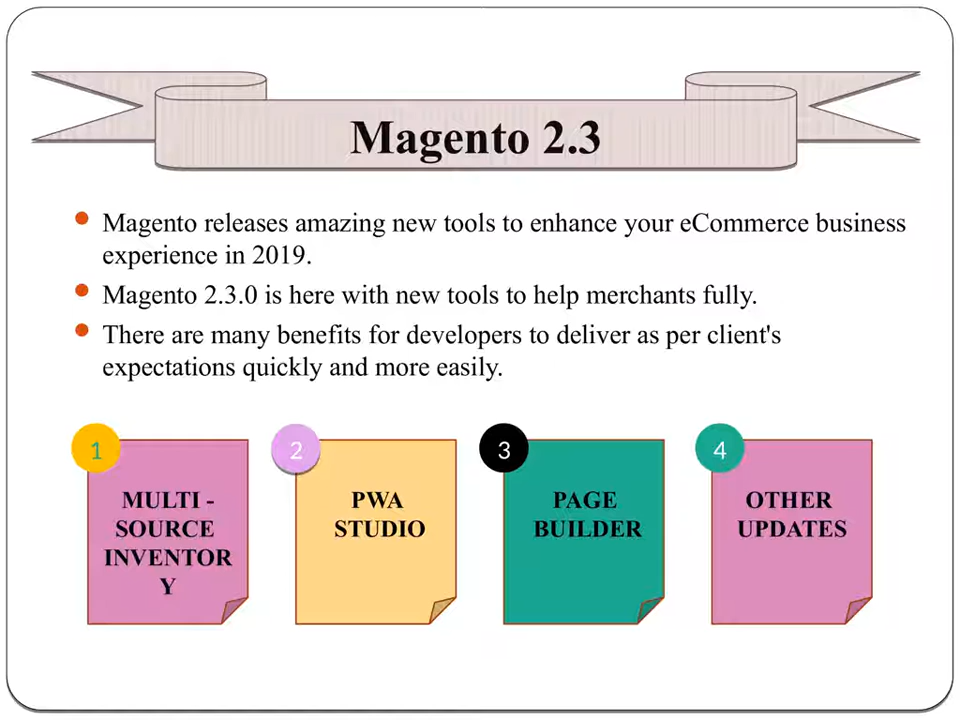 Magento 2.3
Magento releases amazing new tools to enhance your eCommerce business
experience in 2019.
Magento 2.3.0 is here with new tools to help merchants fully.
There are many benefits for developers to deliver as per client's
expectations quickly and more easily.
1
MULTI -
SOURCE
INVENTOR
Y
2
PWA
STUDIO
3
PAGE
BUILDER
4
OTHER
UPDATES